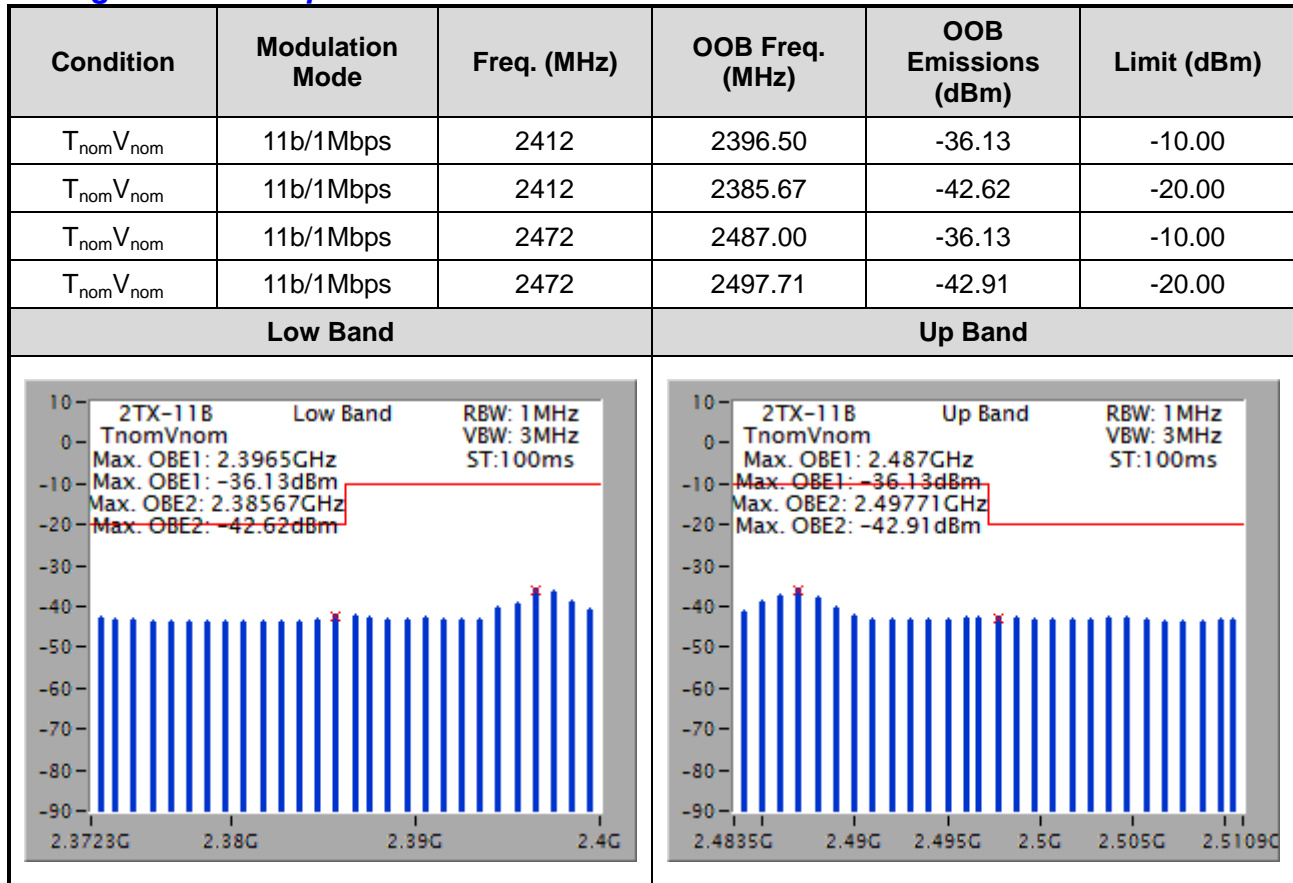 Condition Modulation Mode Freq. (MHz) OOB Freq. (MHz) OOB Emissions (dBm) Limit (dBm)
TnomVnom 11b/1Mbps 2412 2396.50 -36.13 -10.00
TnomVnom 11b/1Mbps 2412 2385.67 -42.62 -20.00
TnomVnom 11b/1Mbps 2472 2487.00 -36.13 -10.00
TnomVnom 11b/1Mbps 2472 2497.71 -42.91 -20.00
Low Band Up Band
2TX-11B Low Band RBW: 1MHz
TnomVnom VBW: 3MHz
Max. OBE1: 2.3965GHz ST:100ms
Max. OBE1: -36.13dBm
Max. OBE2: 2.38567GHz
Max. OBE2: -42.62dBm
10
0
-10
-20
-30
-40
-50
-60
-70
-80
-90
2.3723G 2.38G 2.39G 2.4G
2TX-11B Up Band RBW: 1MHz
TnomVnom VBW: 3MHz
Max. OBE1: 2.487GHz ST:100ms
Max. OBE1: -36.13dBm
Max. OBE2: 2.49771GHz
Max. OBE2: -42.91dBm
10
0
-10
-20
-30
-40
-50
-60
-70
-80
-90
2.4835G 2.49G 2.495G 2.5G 2.505G 2.5109G